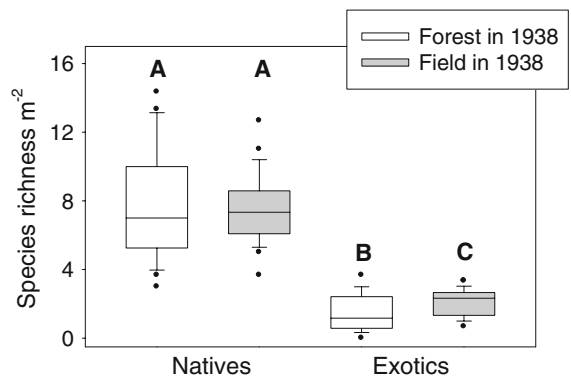 Forest in 1938
Field in 1938
Species richness m⁻²
16
12
8
4
0
A
A
B
C
Natives
Exotics